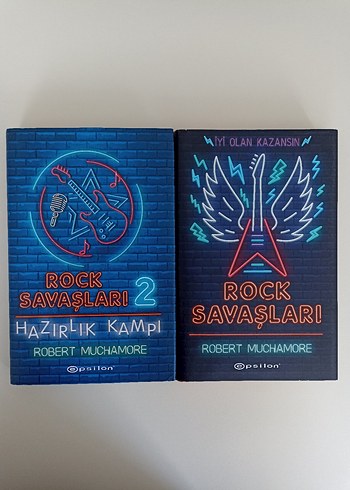 ROCK
SAVAŞLARI 2
HAZIRLIK KAMPI
ROBERT MUCHAMORE
epsilon
İYİ OLAN KAZANSIN
ROCK
SAVAŞLARI
ROBERT MUCHAMORE
epsilon